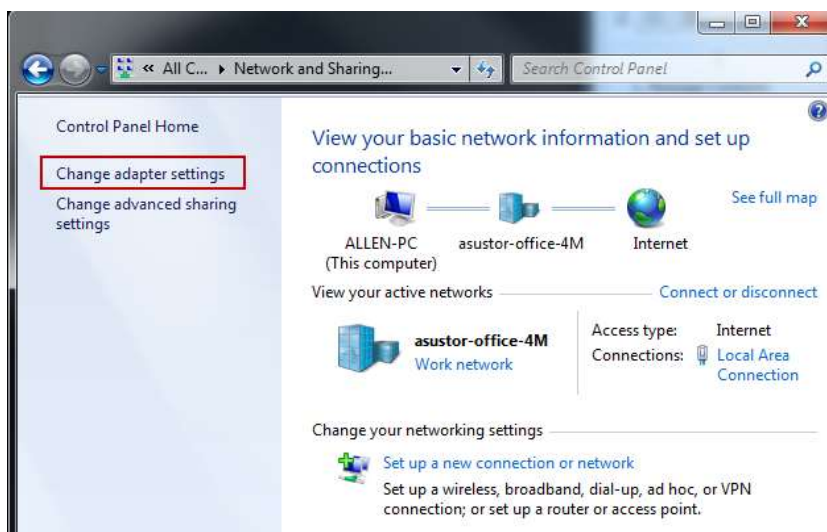 « All C... ▸ Network and Sharing...
Search Control Panel
Control Panel Home
Change adapter settings
Change advanced sharing
settings
View your basic network information and set up
connections
See full map
ALLEN-PC
(This computer)
asustor-office-4M
Internet
View your active networks
Connect or disconnect
asustor-office-4M
Work network
Access type: Internet
Connections: Local Area
Connection
Change your networking settings
Set up a new connection or network
Set up a wireless, broadband, dial-up, ad hoc, or VPN
connection; or set up a router or access point.